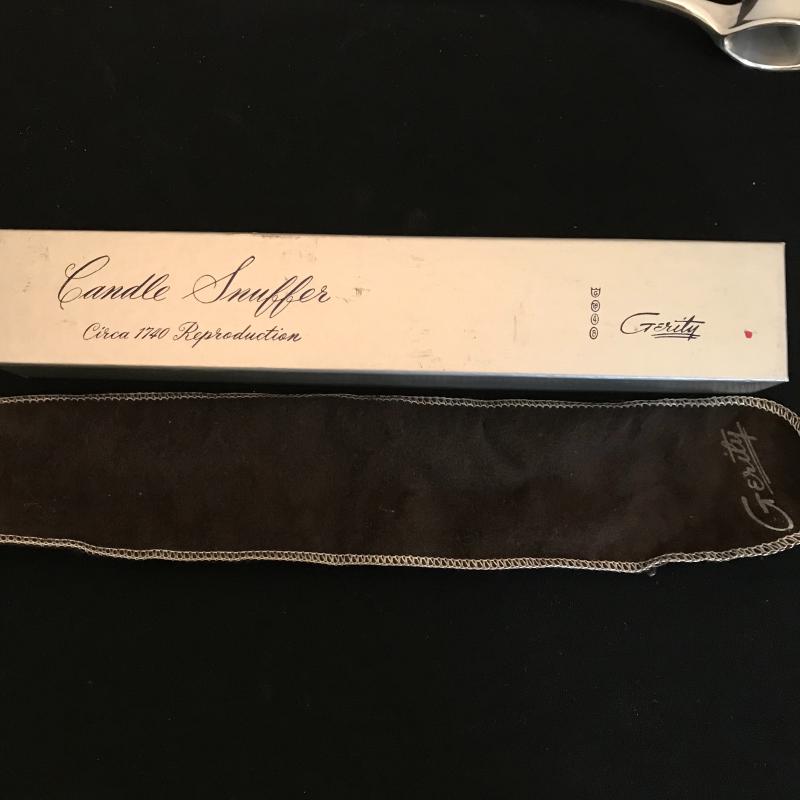 Candle Snuffer
Circa 1740 Reproduction
Gerity
Gerity